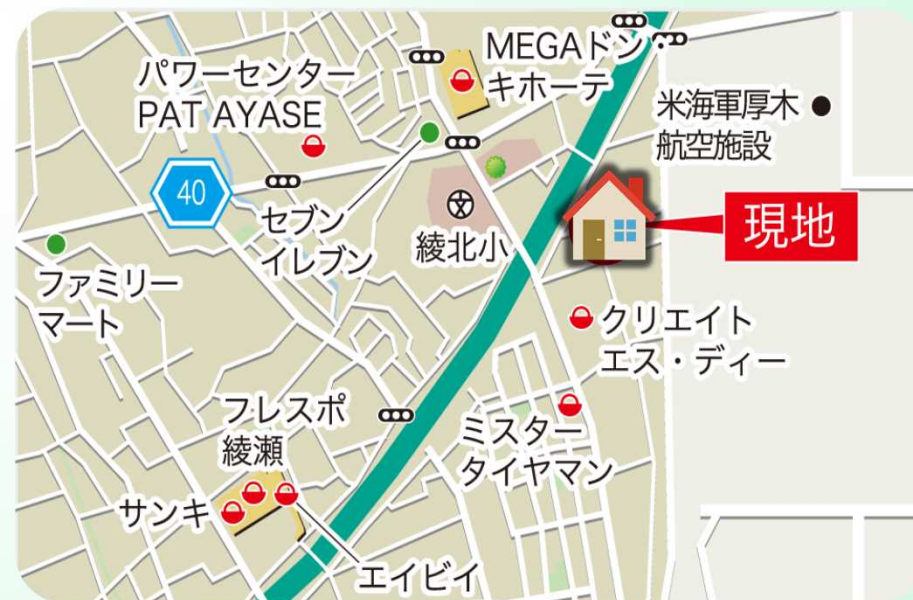 MEGAドン・
キホーテ
パワーセンター
PAT AYASE
米海軍厚木
航空施設
40
セブン
イレブン
綾北小
現地
ファミリー
マート
クリエイト
エス・ディー
フレスポ
綾瀬
ミスター
タイヤマン
サンキ
エイビイ